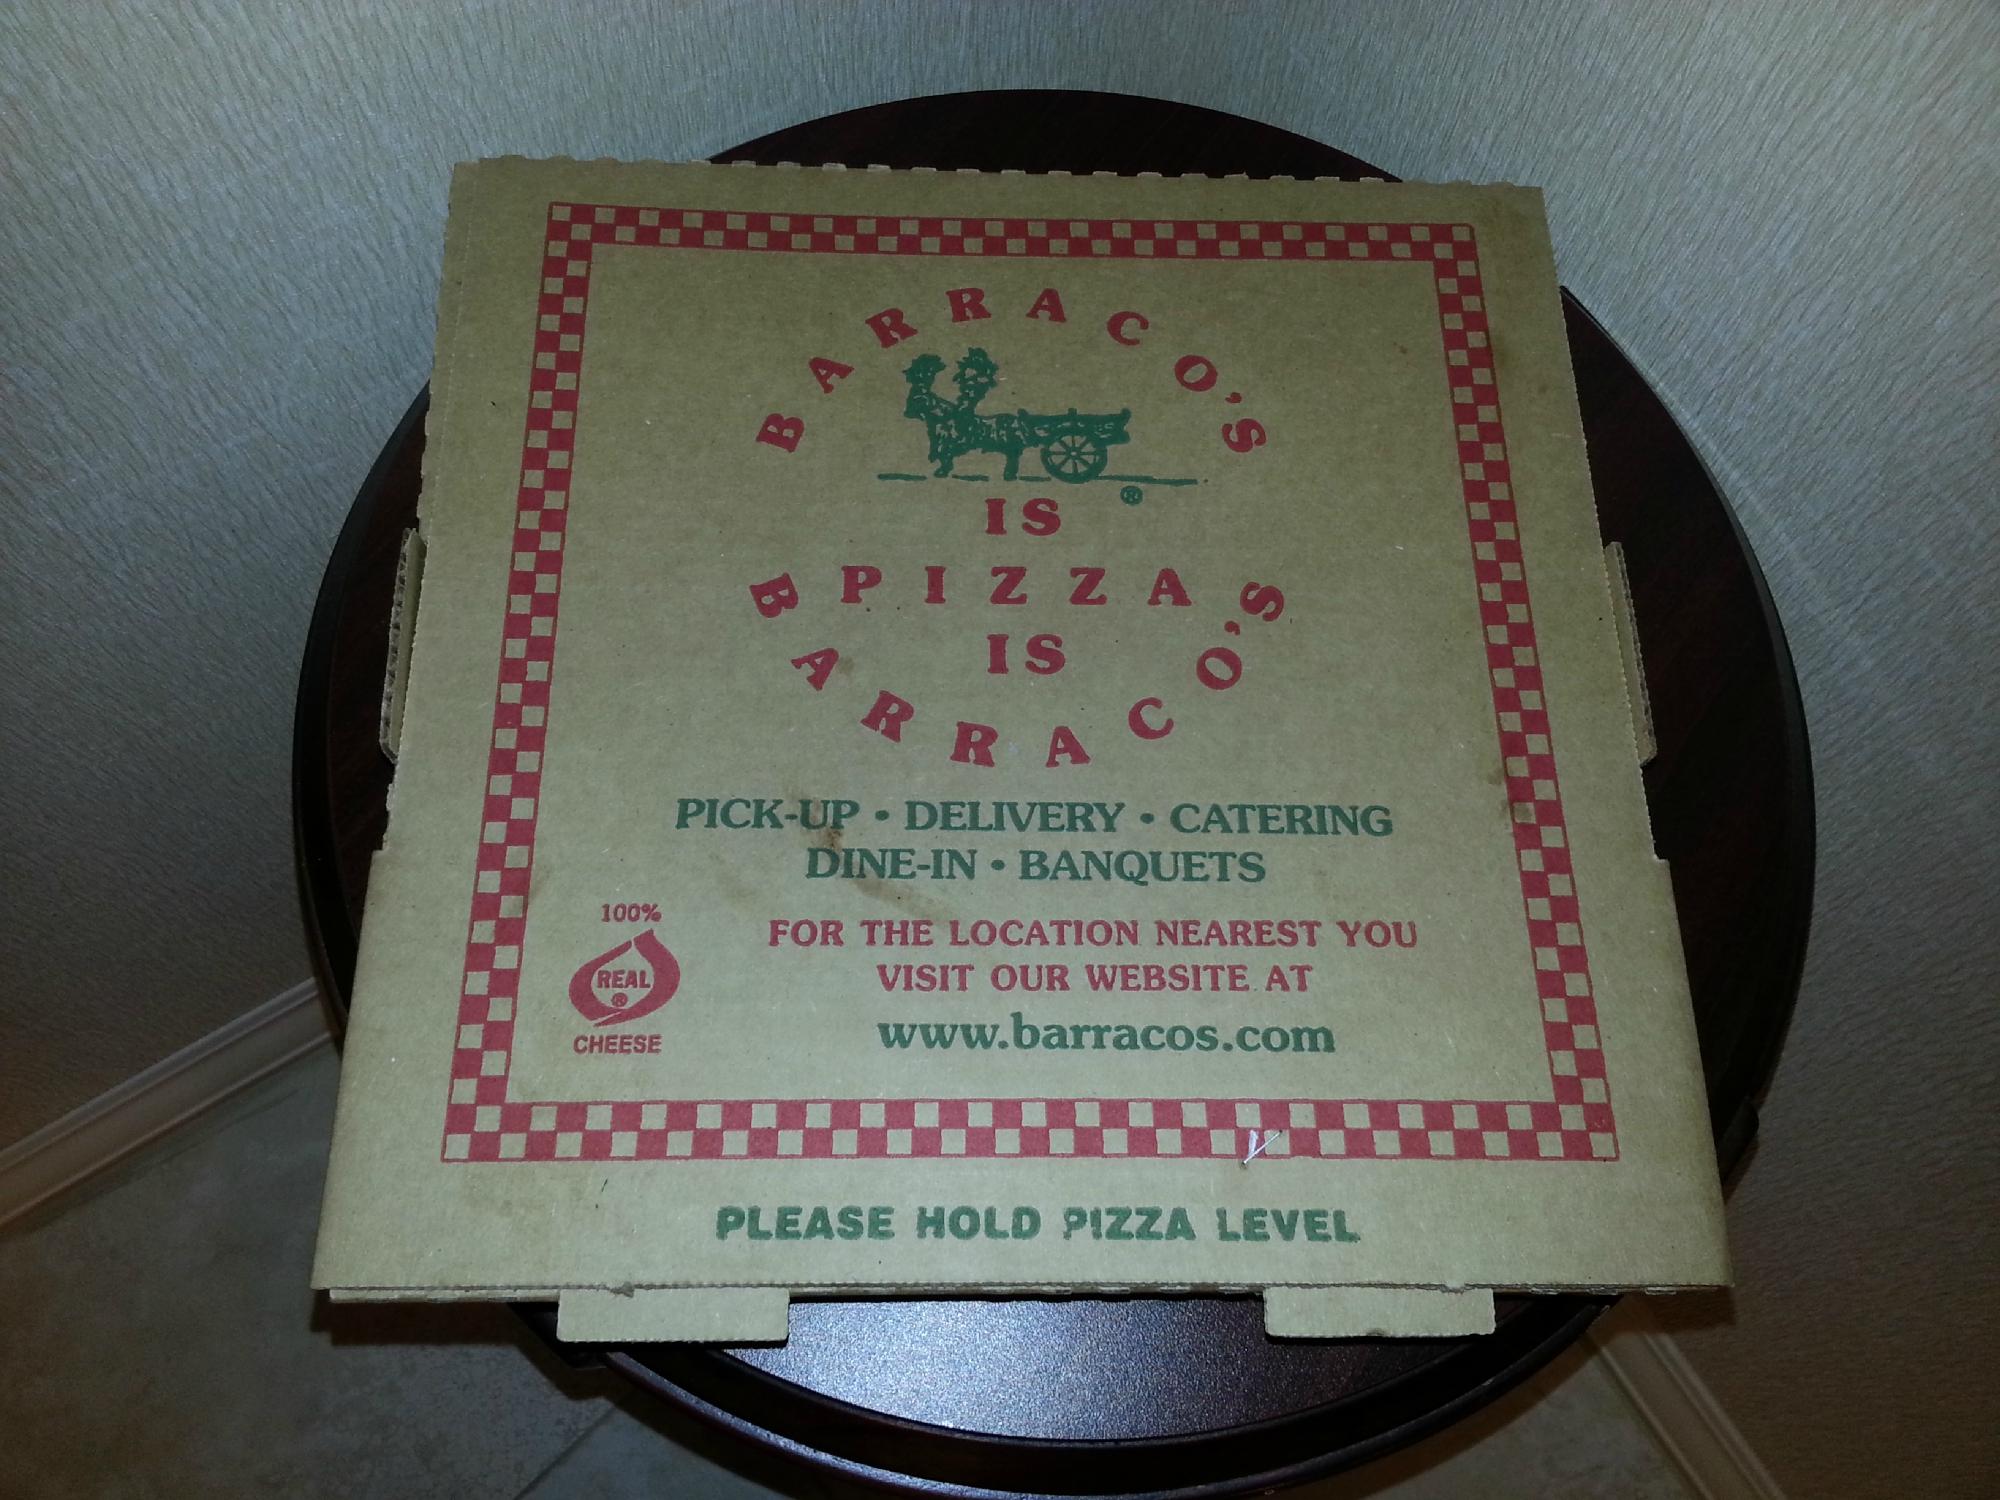 BARRACO'S
®
IS
PIZZA
IS
BARRACO'S
PICK-UP • DELIVERY • CATERING
DINE-IN • BANQUETS
100%
REAL
®
CHEESE
FOR THE LOCATION NEAREST YOU
VISIT OUR WEBSITE AT
www.barracos.com
PLEASE HOLD PIZZA LEVEL